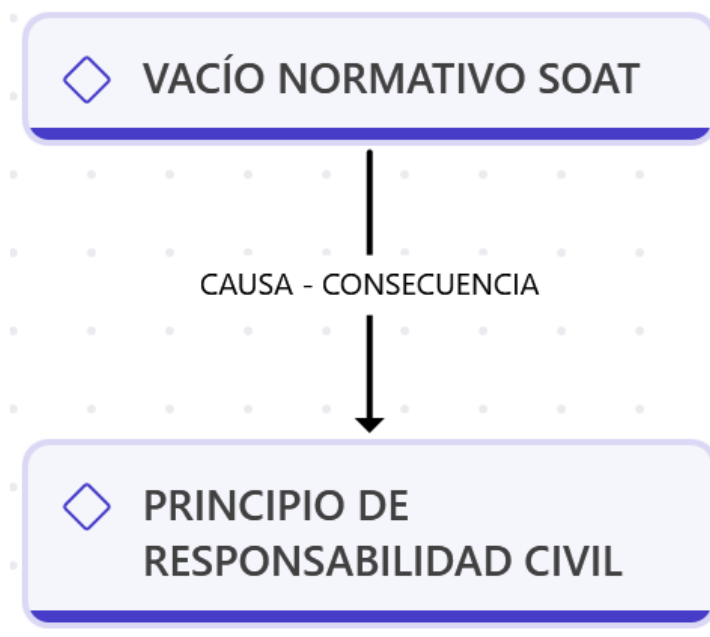 VACÍO NORMATIVO SOAT
CAUSA - CONSECUENCIA
PRINCIPIO DE
RESPONSABILIDAD CIVIL